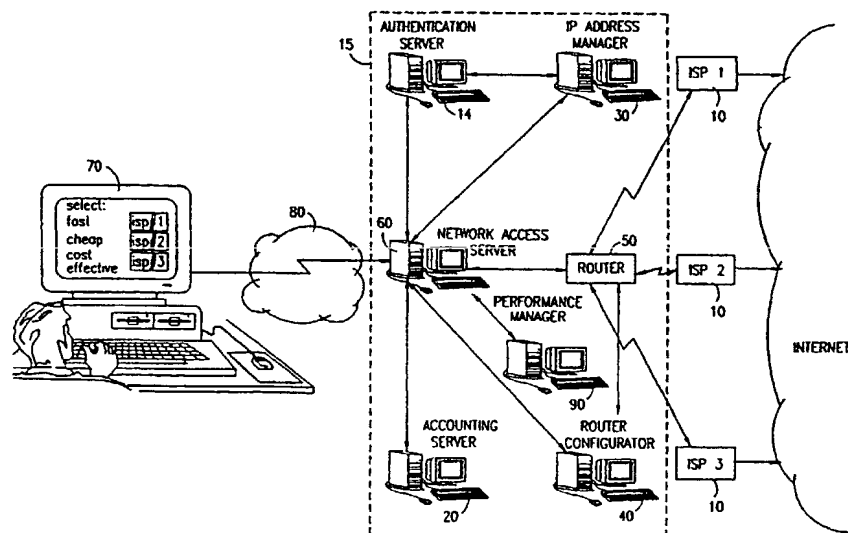 AUTHENTICATION
SERVER
IP ADDRESS
MANAGER
15
14
30
ISP 1
10
70
select:
fast isp 1
cheap isp 2
cost
effective isp 3
80
60
NETWORK ACCESS
SERVER
50
ROUTER
ISP 2
10
PERFORMANCE
MANAGER
90
INTERNET
ACCOUNTING
SERVER
20
ROUTER
CONFIGURATOR
40
ISP 3
10